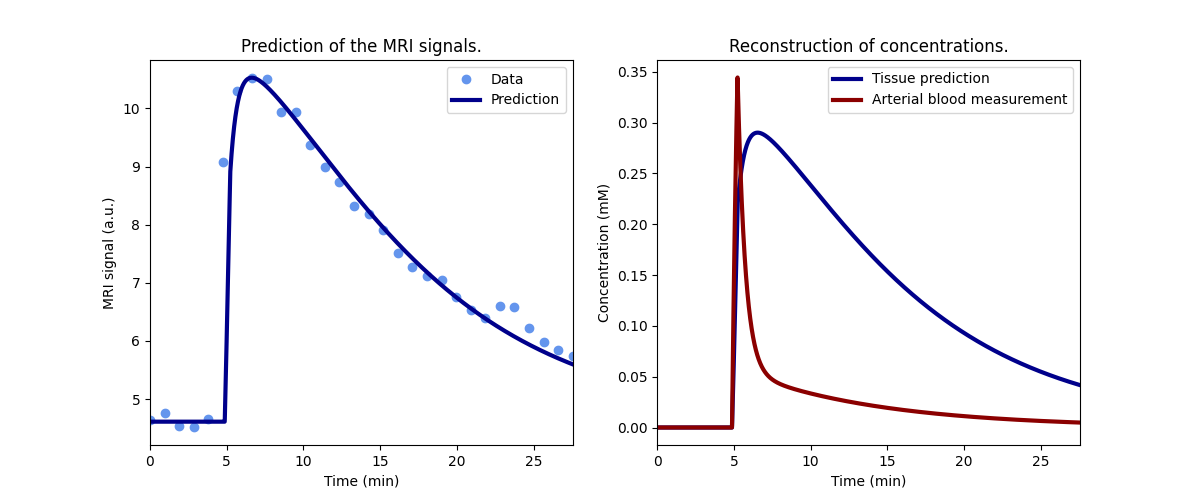 Prediction of the MRI signals.
MRI signal (a.u.)
10
9
8
7
6
5
0
5
10
15
20
25
Time (min)
Data
Prediction
Reconstruction of concentrations.
Concentration (mM)
0.35
0.30
0.25
0.20
0.15
0.10
0.05
0.00
0
5
10
15
20
25
Time (min)
Tissue prediction
Arterial blood measurement